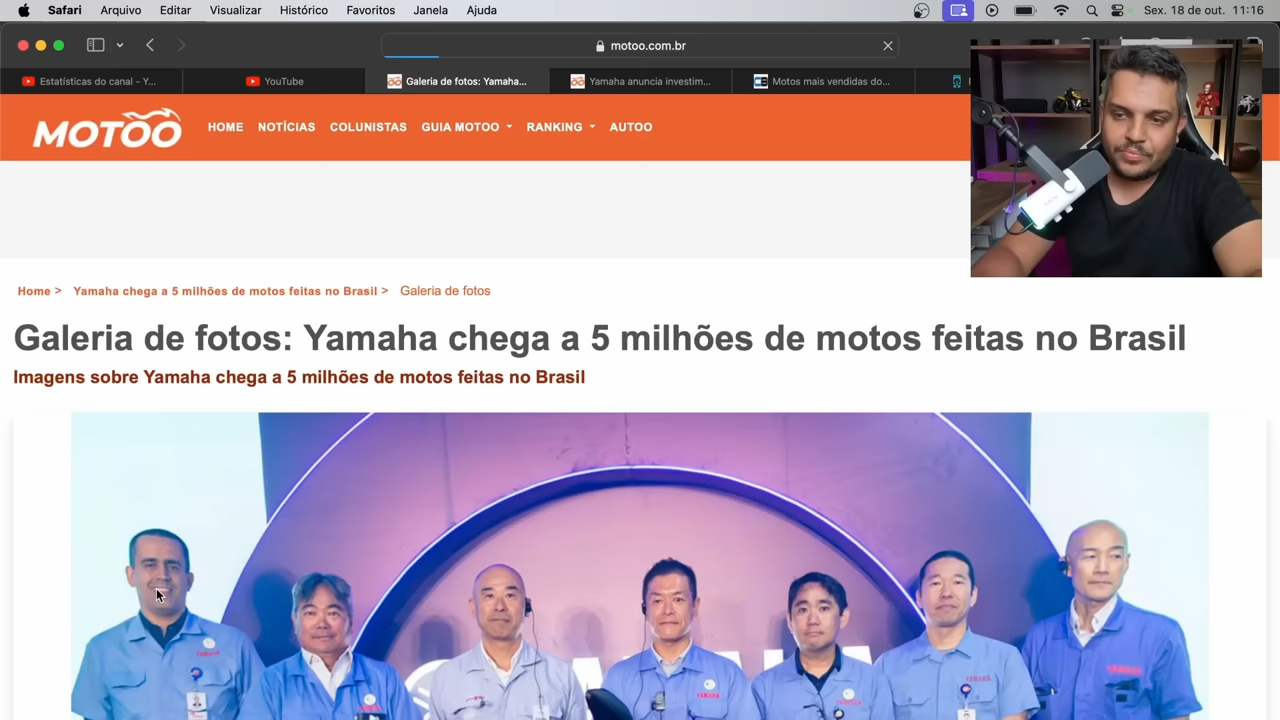 Safari Arquivo Editar Visualizar Histórico Favoritos Janela Ajuda Sex. 18 de out. 11:16
motoo.com.br
Estatísticas do canal - Y... YouTube Galeria de fotos: Yamaha... Yamaha anuncia investim... Motos mais vendidas do...
MOTOO HOME NOTÍCIAS COLUNISTAS GUIA MOTOO RANKING AUTOO
Home > Yamaha chega a 5 milhões de motos feitas no Brasil > Galeria de fotos
Galeria de fotos: Yamaha chega a 5 milhões de motos feitas no Brasil
Imagens sobre Yamaha chega a 5 milhões de motos feitas no Brasil